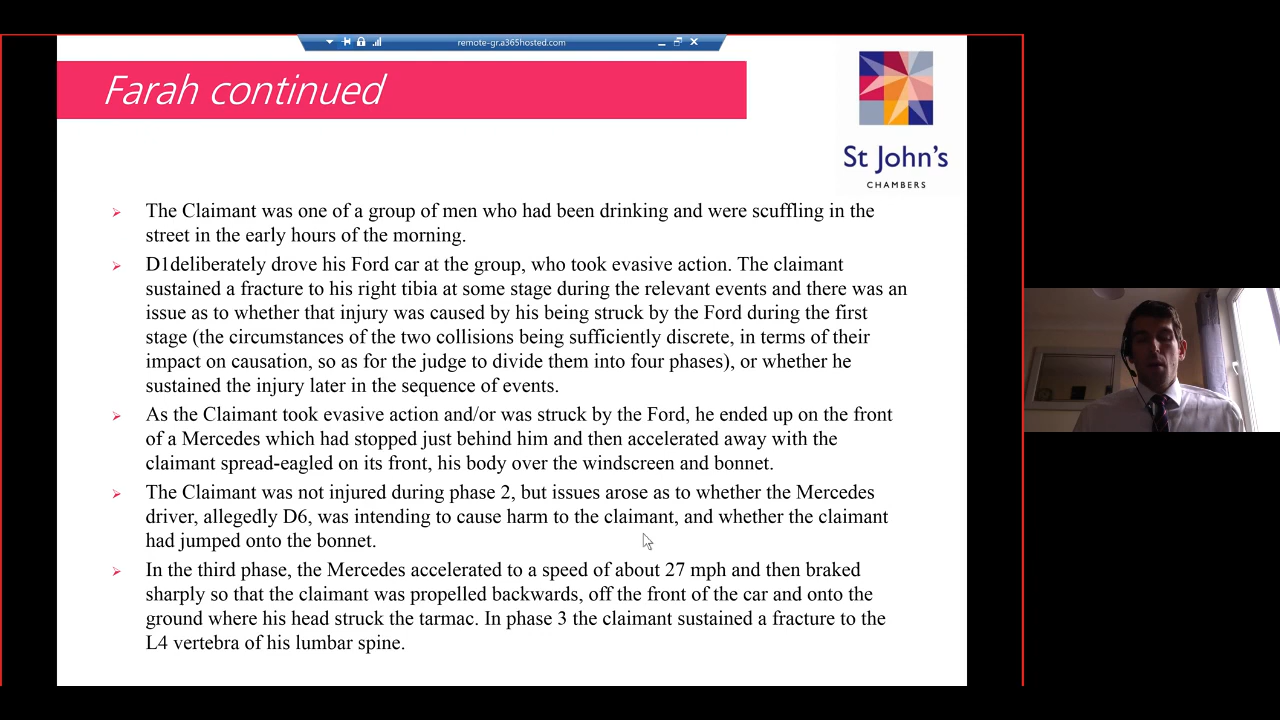 remote-gr.a365hosted.com
Farah continued
St John's
CHAMBERS
The Claimant was one of a group of men who had been drinking and were scuffling in the
street in the early hours of the morning.
D1deliberately drove his Ford car at the group, who took evasive action. The claimant
sustained a fracture to his right tibia at some stage during the relevant events and there was an
issue as to whether that injury was caused by his being struck by the Ford during the first
stage (the circumstances of the two collisions being sufficiently discrete, in terms of their
impact on causation, so as for the judge to divide them into four phases), or whether he
sustained the injury later in the sequence of events.
As the Claimant took evasive action and/or was struck by the Ford, he ended up on the front
of a Mercedes which had stopped just behind him and then accelerated away with the
claimant spread-eagled on its front, his body over the windscreen and bonnet.
The Claimant was not injured during phase 2, but issues arose as to whether the Mercedes
driver, allegedly D6, was intending to cause harm to the claimant, and whether the claimant
had jumped onto the bonnet.
In the third phase, the Mercedes accelerated to a speed of about 27 mph and then braked
sharply so that the claimant was propelled backwards, off the front of the car and onto the
ground where his head struck the tarmac. In phase 3 the claimant sustained a fracture to the
L4 vertebra of his lumbar spine.